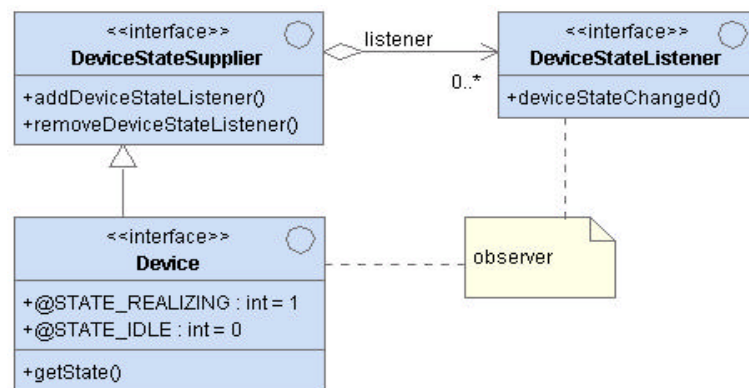 <<interface>>
DeviceStateSupplier
+addDeviceStateListener()
+removeDeviceStateListener()
listener
0..*
<<interface>>
DeviceStateListener
+deviceStateChanged()
<<interface>>
Device
+@STATE_REALIZING : int = 1
+@STATE_IDLE : int = 0
+getState()
observer